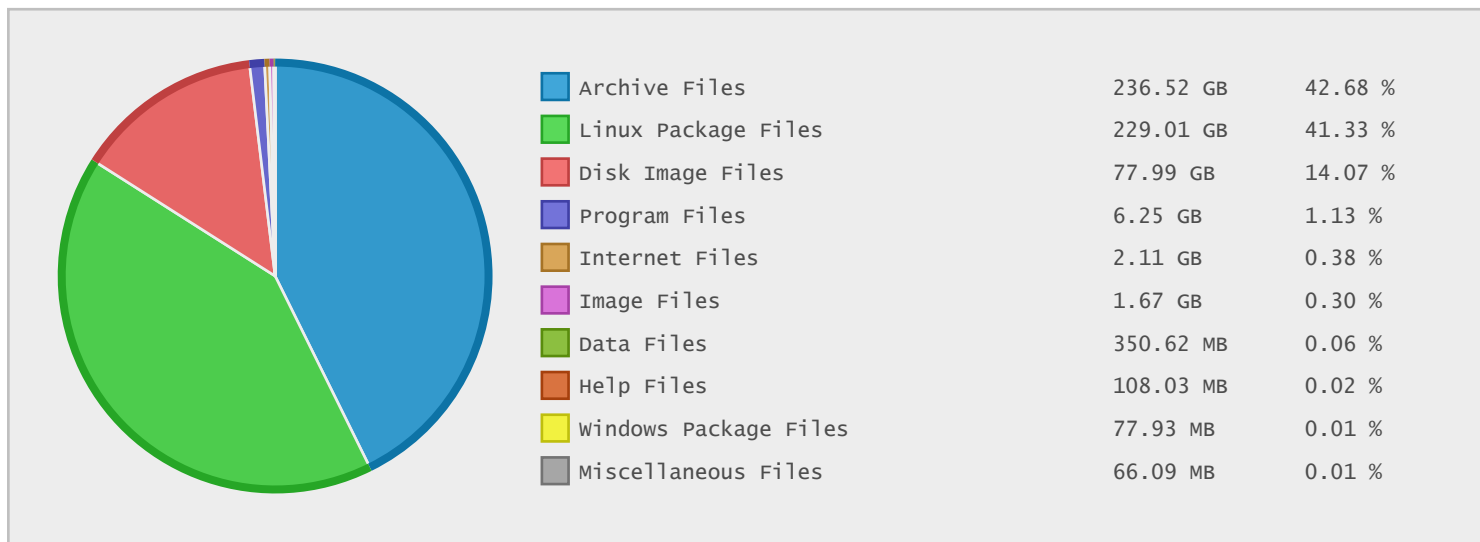 Archive Files 236.52 GB 42.68 %
Linux Package Files 229.01 GB 41.33 %
Disk Image Files 77.99 GB 14.07 %
Program Files 6.25 GB 1.13 %
Internet Files 2.11 GB 0.38 %
Image Files 1.67 GB 0.30 %
Data Files 350.62 MB 0.06 %
Help Files 108.03 MB 0.02 %
Windows Package Files 77.93 MB 0.01 %
Miscellaneous Files 66.09 MB 0.01 %